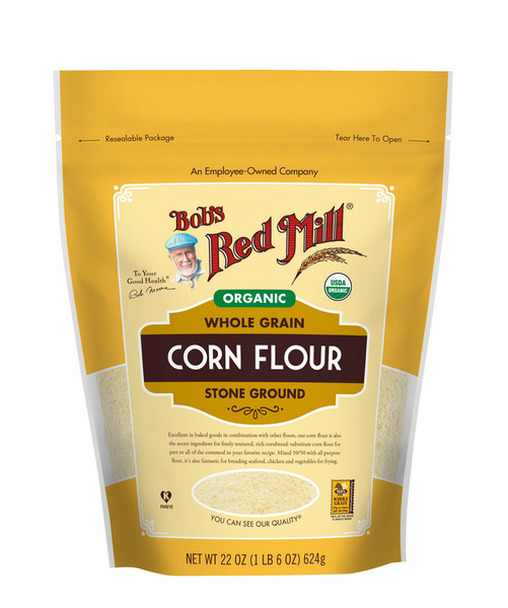 Resealable Package
Tear Here To Open
An Employee-Owned Company
Bob's
Red Mill®
To Your
Good Health®
Bob Moore
USDA
ORGANIC
ORGANIC
WHOLE GRAIN
CORN FLOUR
STONE GROUND
Excellent in baked goods in combination with other flours, our corn flour is also
the secret ingredient for finely textured, rich cornbread: substitute corn flour for
part or all of the cornmeal in your favorite recipe. Mixed 50/50 with all purpose
flour, it's also fantastic for breading seafood, chicken and vegetables for frying.
K
PAREVE
YOU CAN SEE OUR QUALITY®
WHOLE
GRAIN
NET WT 22 OZ (1 LB 6 OZ) 624g